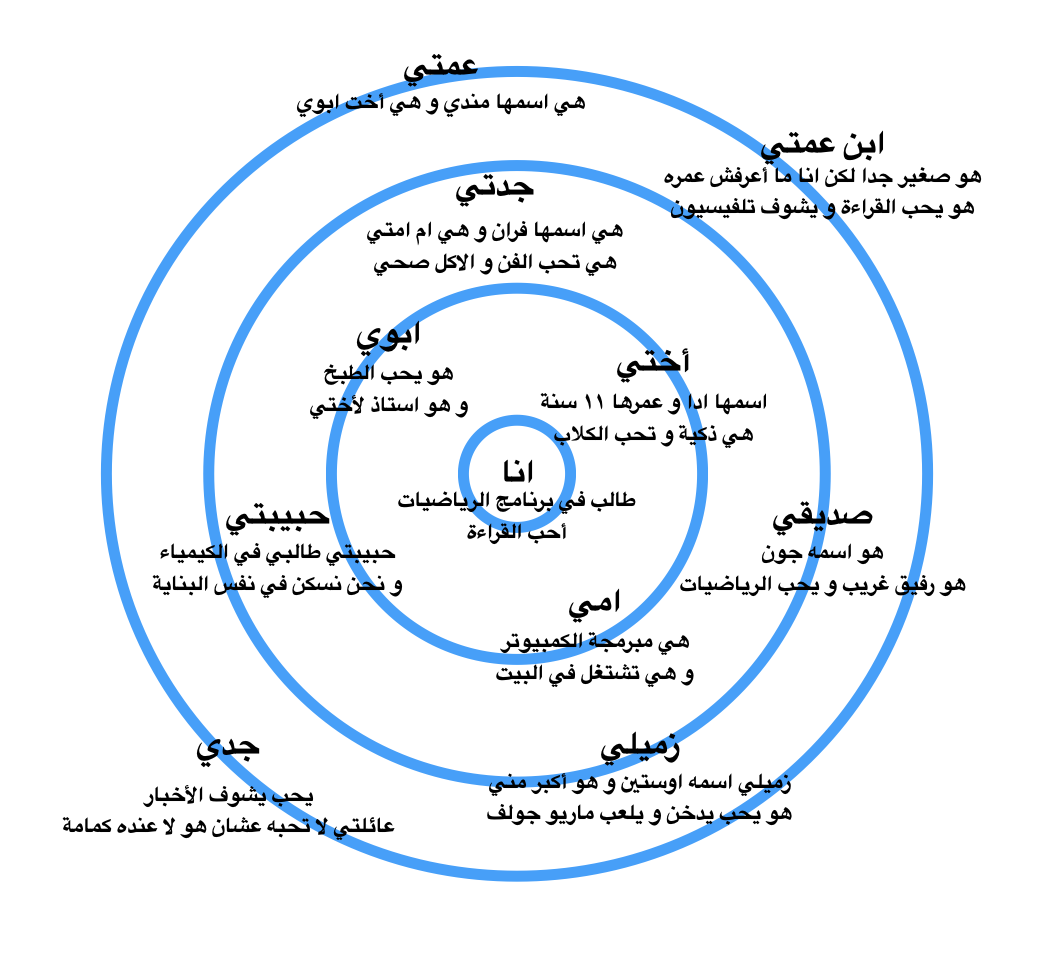 عمتي
هي اسمها مندي و هي أخت ابوي
ابن عمتي
هو صغير جدا لكن انا ما أعرفش عمره
هو يحب القراءة و يشوف تلفيسيون
جدتي
هي اسمها فران و هي ام امتي
هي تحب الفن و الاكل صحي
ابوي
هو يحب الطبخ
و هو استاذ لأختي
أختي
اسمها ادا و عمرها ١١ سنة
هي ذكية و تحب الكلاب
انا
طالب في برنامج الرياضيات
أحب القراءة
صديقي
هو اسمه جون
هو رفيق غريب و يحب الرياضيات
حبيبتي
حبيبتي طالبي في الكيمياء
و نحن نسكن في نفس البناية
امي
هي مبرمجة الكمبيوتر
و هي تشتغل في البيت
زميلي
زميلي اسمه اوستين و هو أكبر مني
هو يحب يدخن و يلعب ماريو جولف
جدي
يحب يشوف الأخبار
عائلتي لا تحبه عشان هو لا عنده كمامة